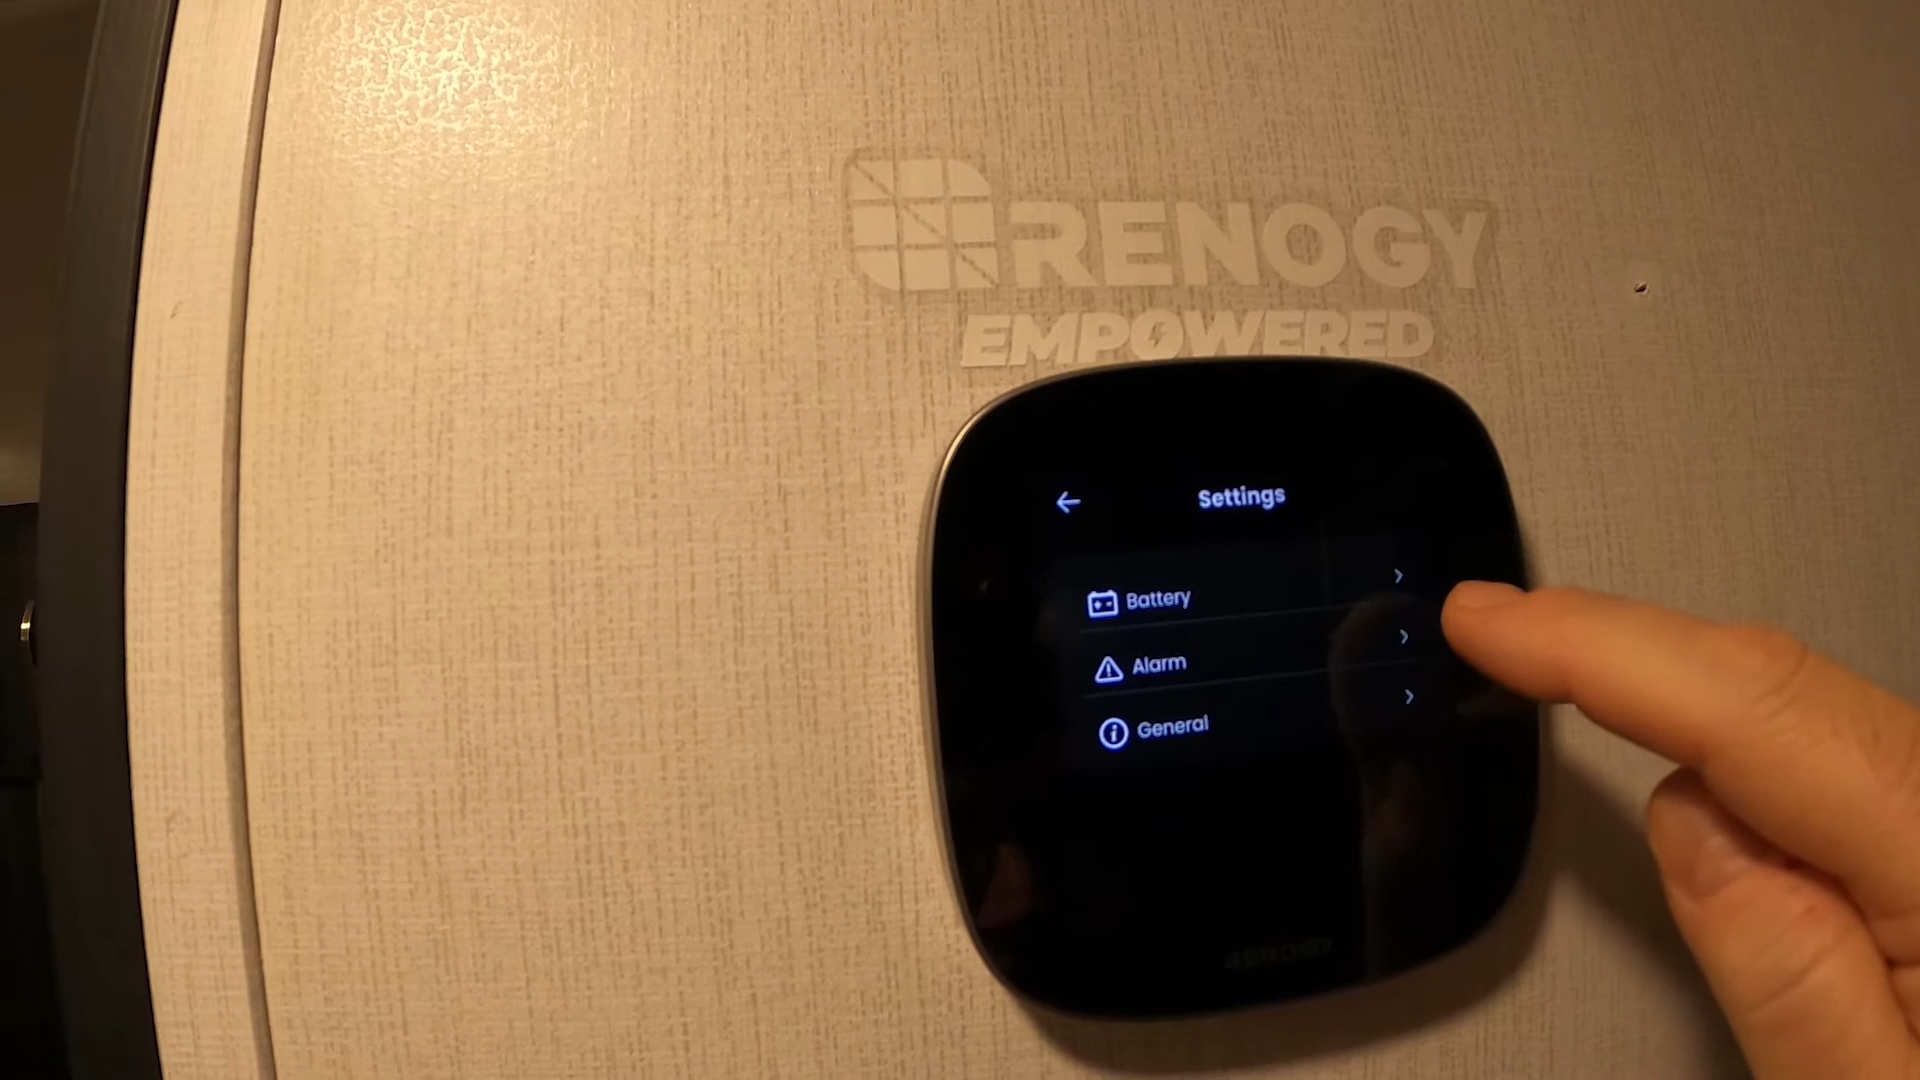 RENOGY
EMPOWERED
Settings
Battery
Alarm
General
RENOGY